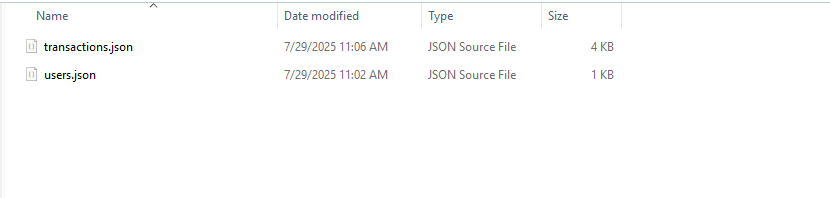 Name Date modified Type Size
transactions.json 7/29/2025 11:06 AM JSON Source File 4 KB
users.json 7/29/2025 11:02 AM JSON Source File 1 KB